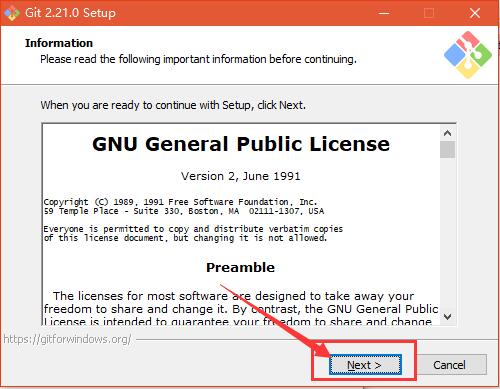 Git 2.21.0 Setup
Information
Please read the following important information before continuing.
When you are ready to continue with Setup, click Next.
GNU General Public License
Version 2, June 1991
Copyright (C) 1989, 1991 Free Software Foundation, Inc.
59 Temple Place - Suite 330, Boston, MA  02111-1307, USA
Everyone is permitted to copy and distribute verbatim copies
of this license document, but changing it is not allowed.
Preamble
The licenses for most software are designed to take away your
freedom to share and change it. By contrast, the GNU General Public
License is intended to guarantee your freedom to share and change
https://gitforwindows.org/
Next >
Cancel